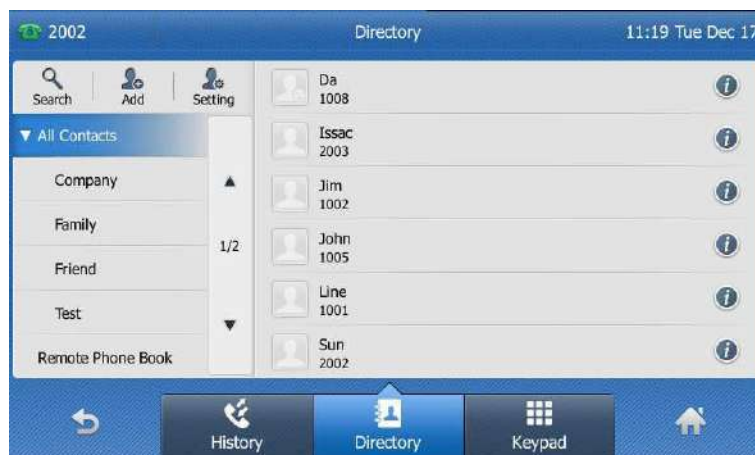 2002 Directory 11:19 Tue Dec 17
Search Add Setting
All Contacts
Company
Family
Friend
Test
Remote Phone Book
1/2
Da
1008
Issac
2003
Jim
1002
John
1005
Line
1001
Sun
2002
History Directory Keypad